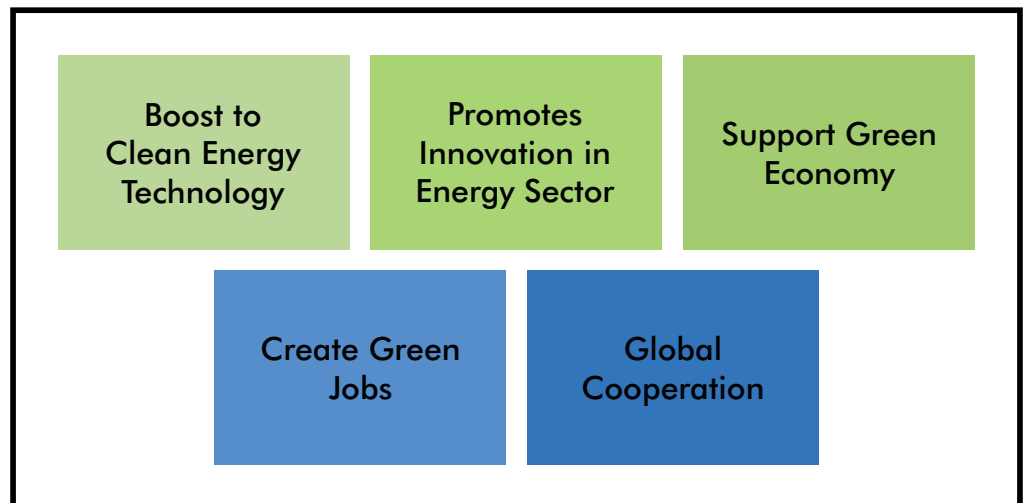 Boost to
Clean Energy
Technology
Promotes
Innovation in
Energy Sector
Support Green
Economy
Create Green
Jobs
Global
Cooperation